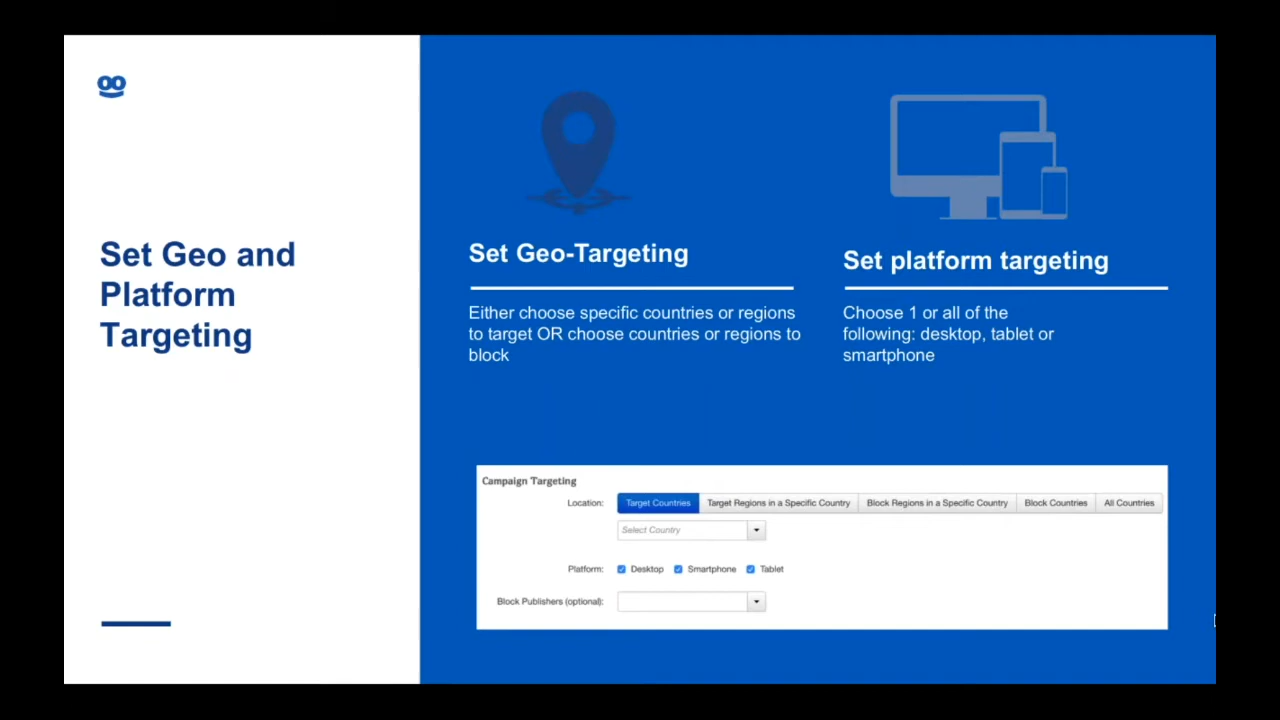 Set Geo and
Platform
Targeting
Set Geo-Targeting
Either choose specific countries or regions
to target OR choose countries or regions to
block
Set platform targeting
Choose 1 or all of the
following: desktop, tablet or
smartphone
Campaign Targeting
Location: Target Countries Target Regions in a Specific Country Block Regions in a Specific Country Block Countries All Countries
Select Country
Platform: Desktop Smartphone Tablet
Block Publishers (optional):